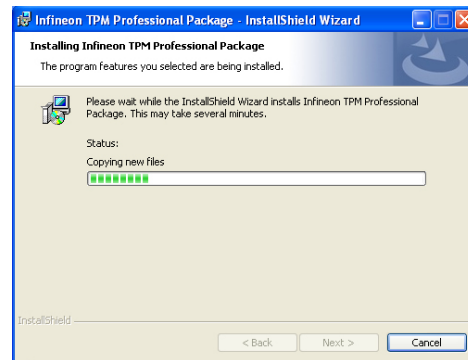 Infineon TPM Professional Package - InstallShield Wizard
Installing Infineon TPM Professional Package
The program features you selected are being installed.
Please wait while the InstallShield Wizard installs Infineon TPM Professional
Package. This may take several minutes.
Status:
Copying new files
InstallShield
< Back
Next >
Cancel